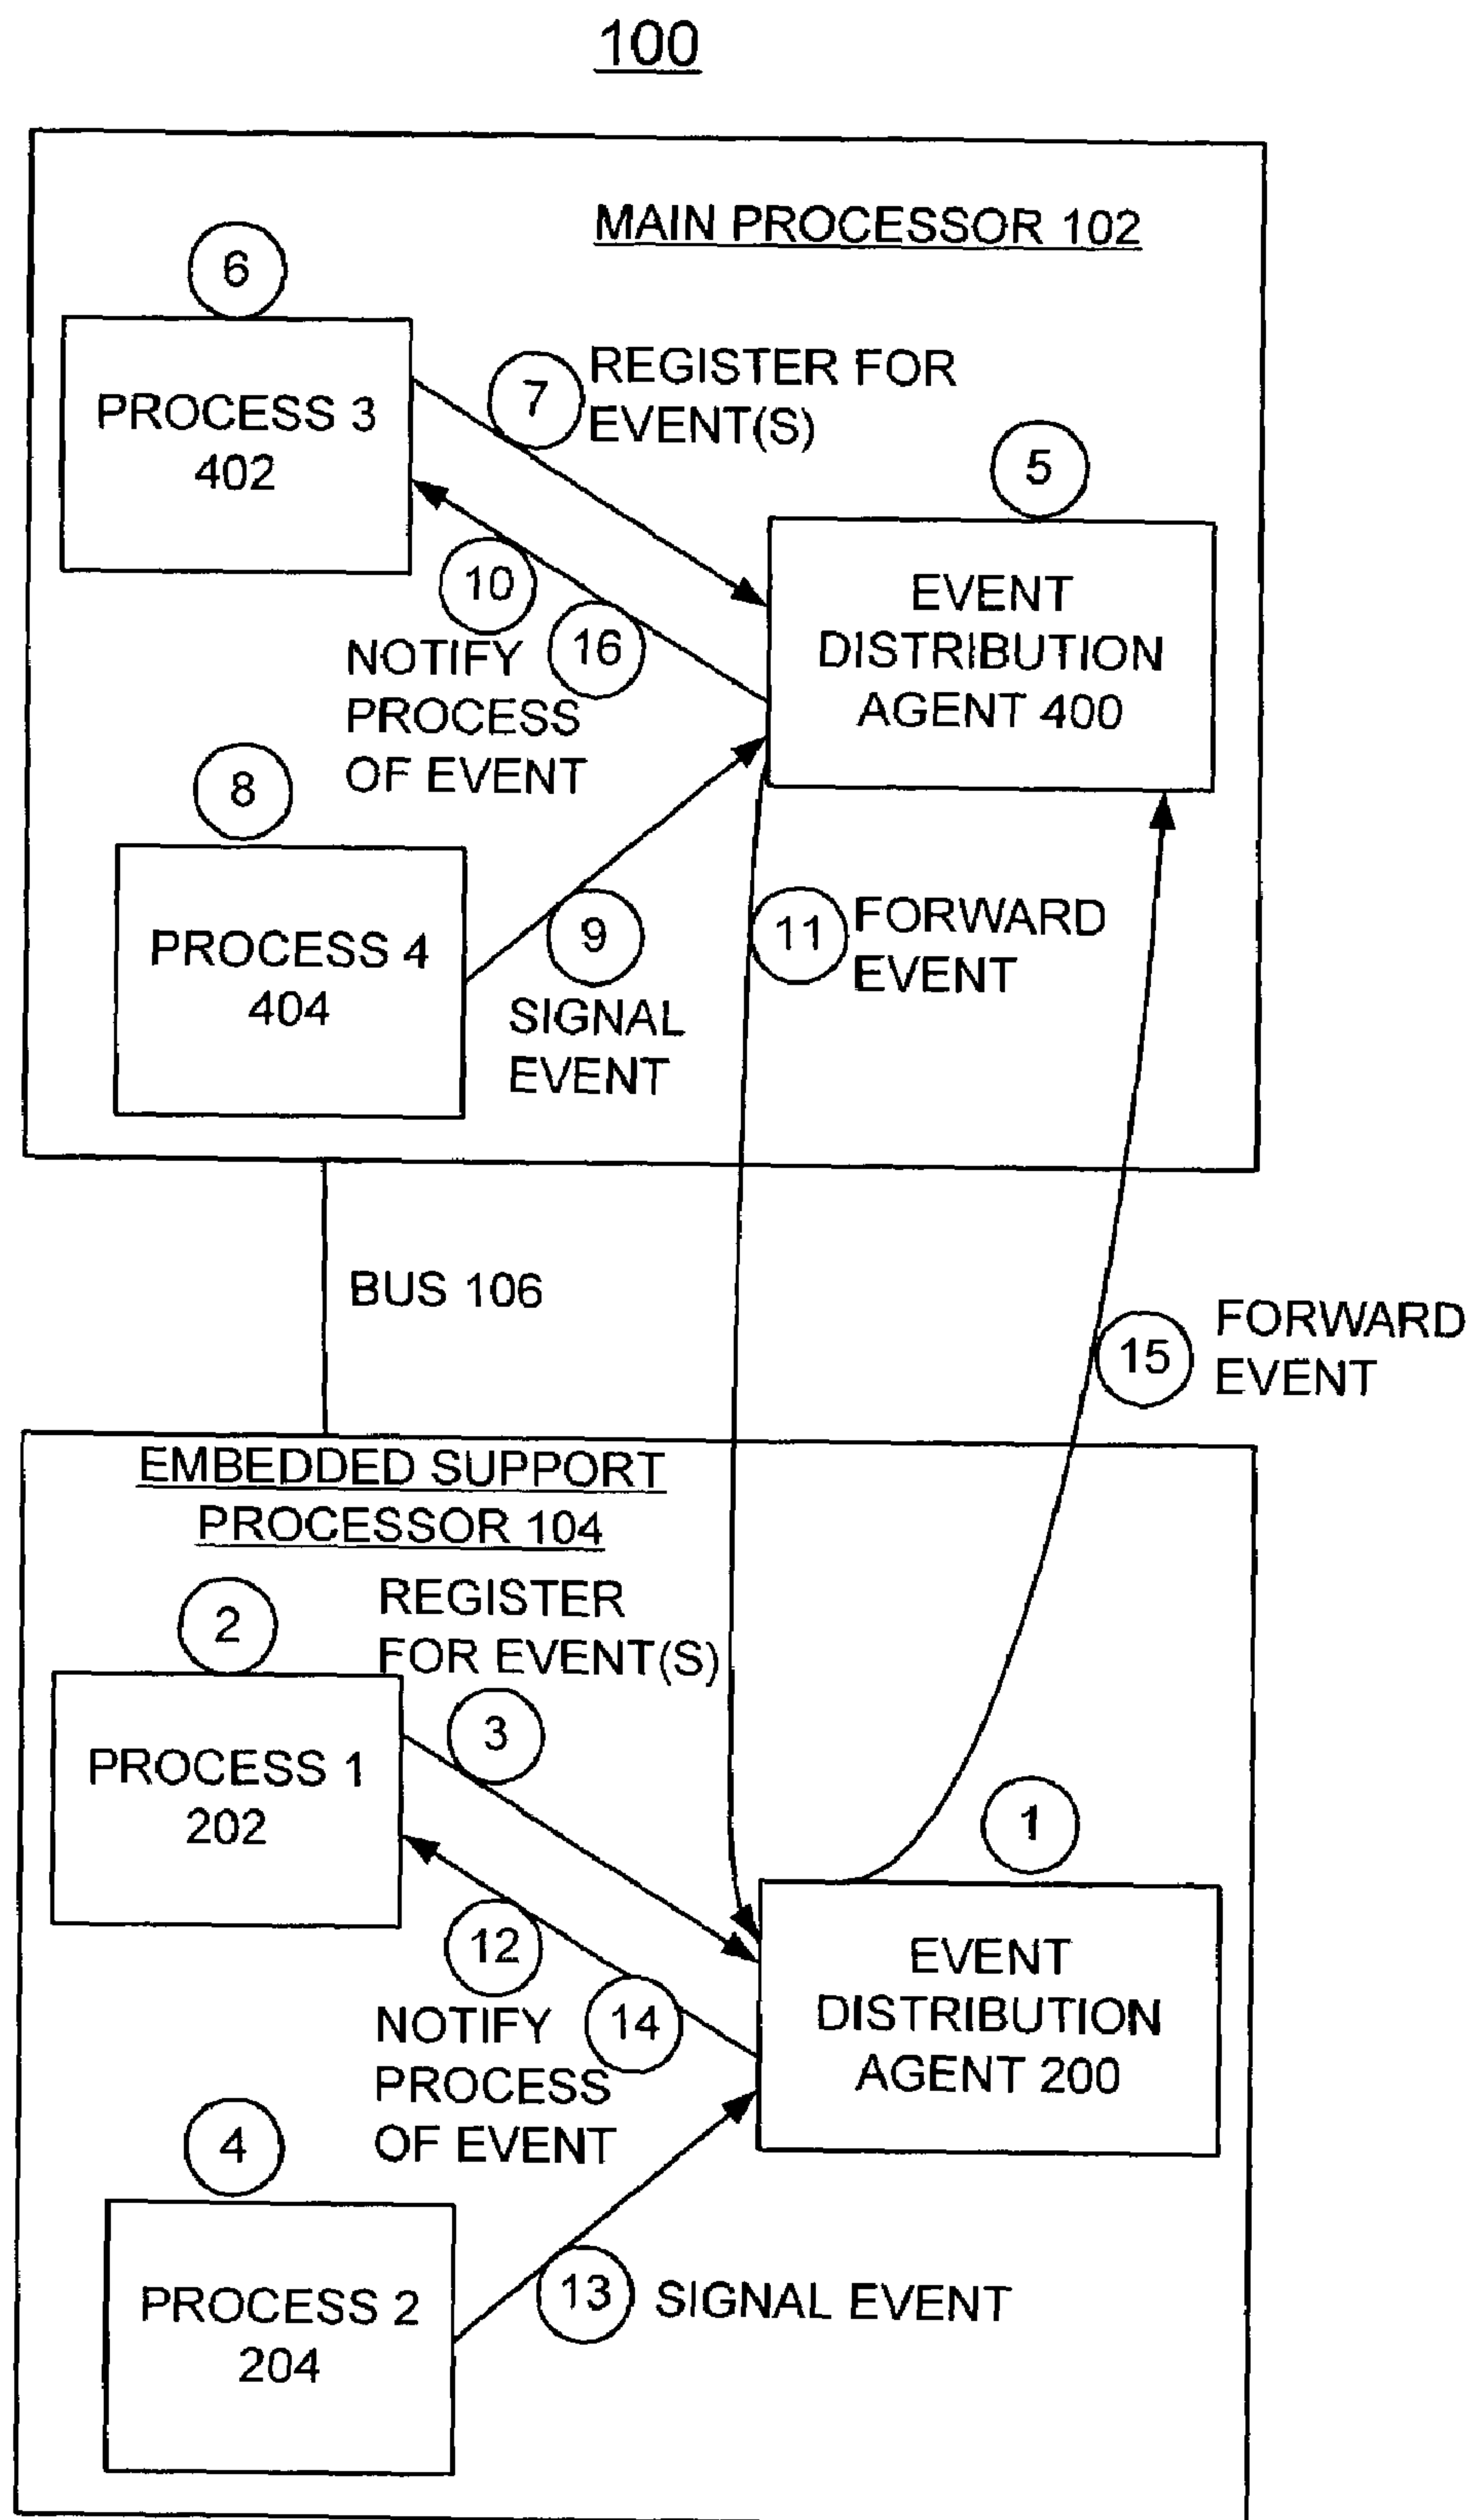 100
MAIN PROCESSOR 102
6
PROCESS 3
402
7
REGISTER FOR
EVENT(S)
5
10
16
NOTIFY
PROCESS
OF EVENT
EVENT
DISTRIBUTION
AGENT 400
8
PROCESS 4
404
9
SIGNAL
EVENT
11
FORWARD
EVENT
BUS 106
15
FORWARD
EVENT
EMBEDDED SUPPORT
PROCESSOR 104
2
REGISTER
FOR EVENT(S)
PROCESS 1
202
3
1
12
14
NOTIFY
PROCESS
OF EVENT
EVENT
DISTRIBUTION
AGENT 200
4
PROCESS 2
204
13
SIGNAL EVENT